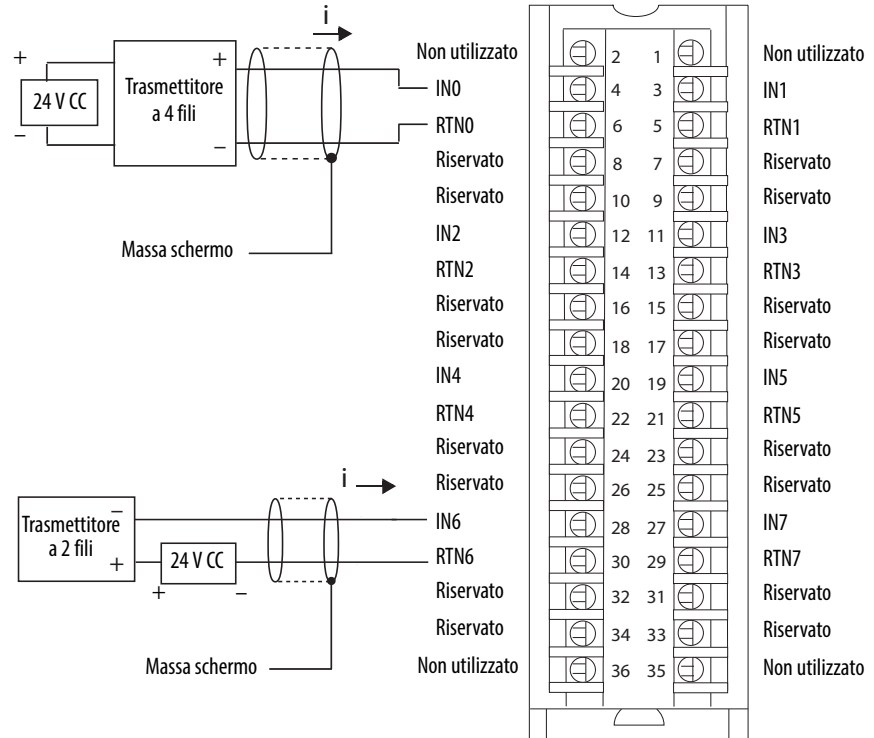 i
+
24 V CC
−
+
Trasmettitore
a 4 fili
−
Massa schermo
Non utilizzato 2 1 Non utilizzato
IN0 4 3 IN1
RTN0 6 5 RTN1
Riservato 8 7 Riservato
Riservato 10 9 Riservato
IN2 12 11 IN3
RTN2 14 13 RTN3
Riservato 16 15 Riservato
Riservato 18 17 Riservato
IN4 20 19 IN5
RTN4 22 21 RTN5
Riservato 24 23 Riservato
Riservato 26 25 Riservato
IN6 28 27 IN7
RTN6 30 29 RTN7
Riservato 32 31 Riservato
Riservato 34 33 Riservato
Non utilizzato 36 35 Non utilizzato
i
−
Trasmettitore
a 2 fili
+
24 V CC
+ −
Massa schermo